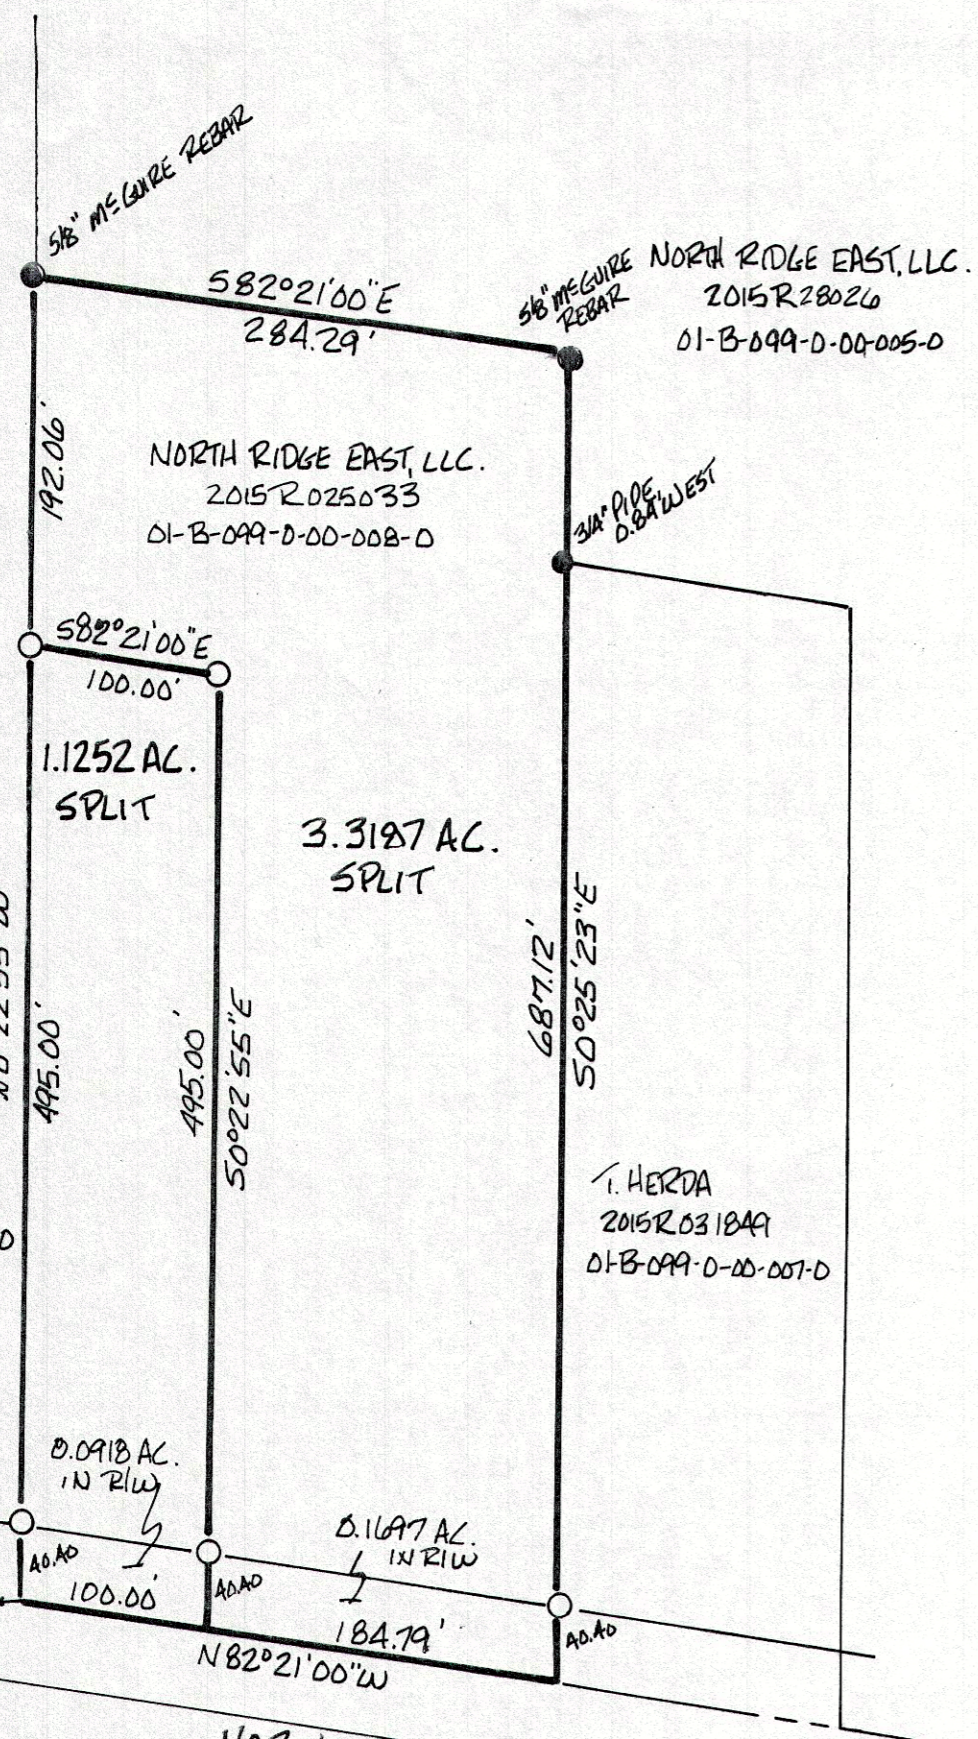 5/8" McGUIRE REBAR
S82°21'00"E
284.29'
5/8" McGUIRE
REBAR
NORTH RIDGE EAST, LLC.
2015R28026
01-B-099-0-00-005-0
192.06'
NORTH RIDGE EAST, LLC.
2015R025033
01-B-099-0-00-008-0
3/4" PIPE
0.84' WEST
S82°21'00"E
100.00'
1.1252 AC.
SPLIT
3.3187 AC.
SPLIT
495.00'
495.00'
S0°22'55"E
687.12'
S0°25'23"E
T. HERDA
2015R031849
01-B-099-0-00-007-0
0.0918 AC.
IN R/W
0.1697 AC.
IN R/W
40.40
100.00'
40.40
184.79'
40.40
N82°21'00"W